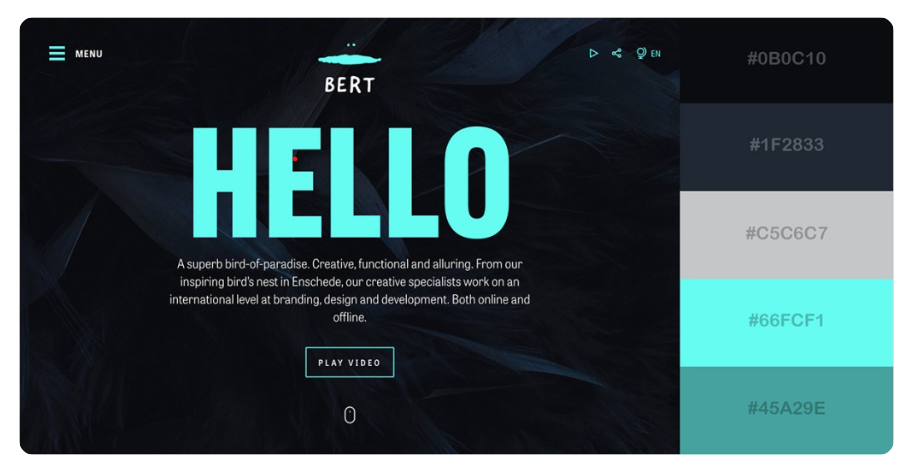 MENU
BERT
EN
HELLO
A superb bird-of-paradise. Creative, functional and alluring. From our
inspiring bird's nest in Enschede, our creative specialists work on an
international level at branding, design and development. Both online and
offline.
PLAY VIDEO
#0B0C10
#1F2833
#C5C6C7
#66FCF1
#45A29E